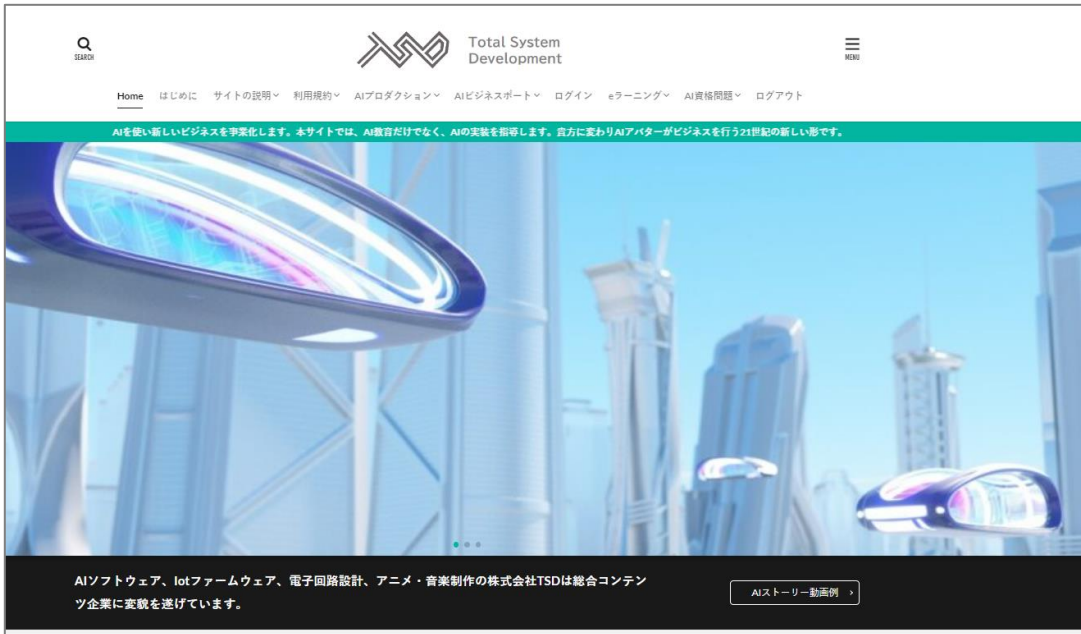 SEARCH
Total System
Development
MENU
Home はじめに サイトの説明 利用規約 AIプロダクション AIビジネスポート ログイン eラーニング AI資格問題 ログアウト
AIを使い新しいビジネスを事業化します。本サイトでは、AI教育だけでなく、AIの実装を指導します。貴方に変わりAIアバターがビジネスを行う21世紀の新しい形です。
AIソフトウェア、Iotファームウェア、電子回路設計、アニメ・音楽制作の株式会社TSDは総合コンテン
ツ企業に変貌を遂げています。
AIストーリー動画例